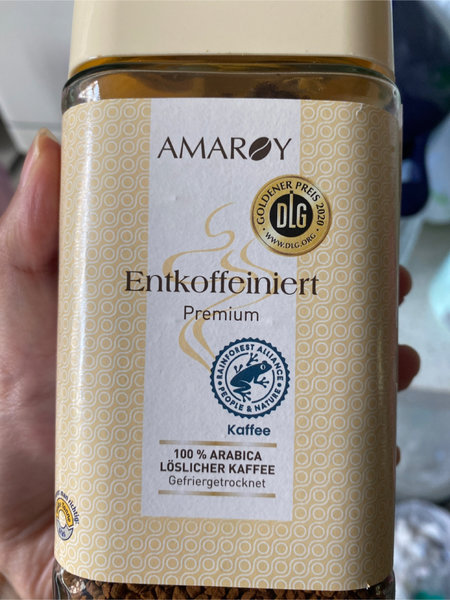 AMAROY
GOLDENER PREIS 2020
DLG
• WWW.DLG.ORG •
Entkoffeiniert
Premium
RAINFOREST ALLIANCE
PEOPLE & NATURE
Kaffee
100 % ARABICA
LÖSLICHER KAFFEE
Gefriergetrocknet